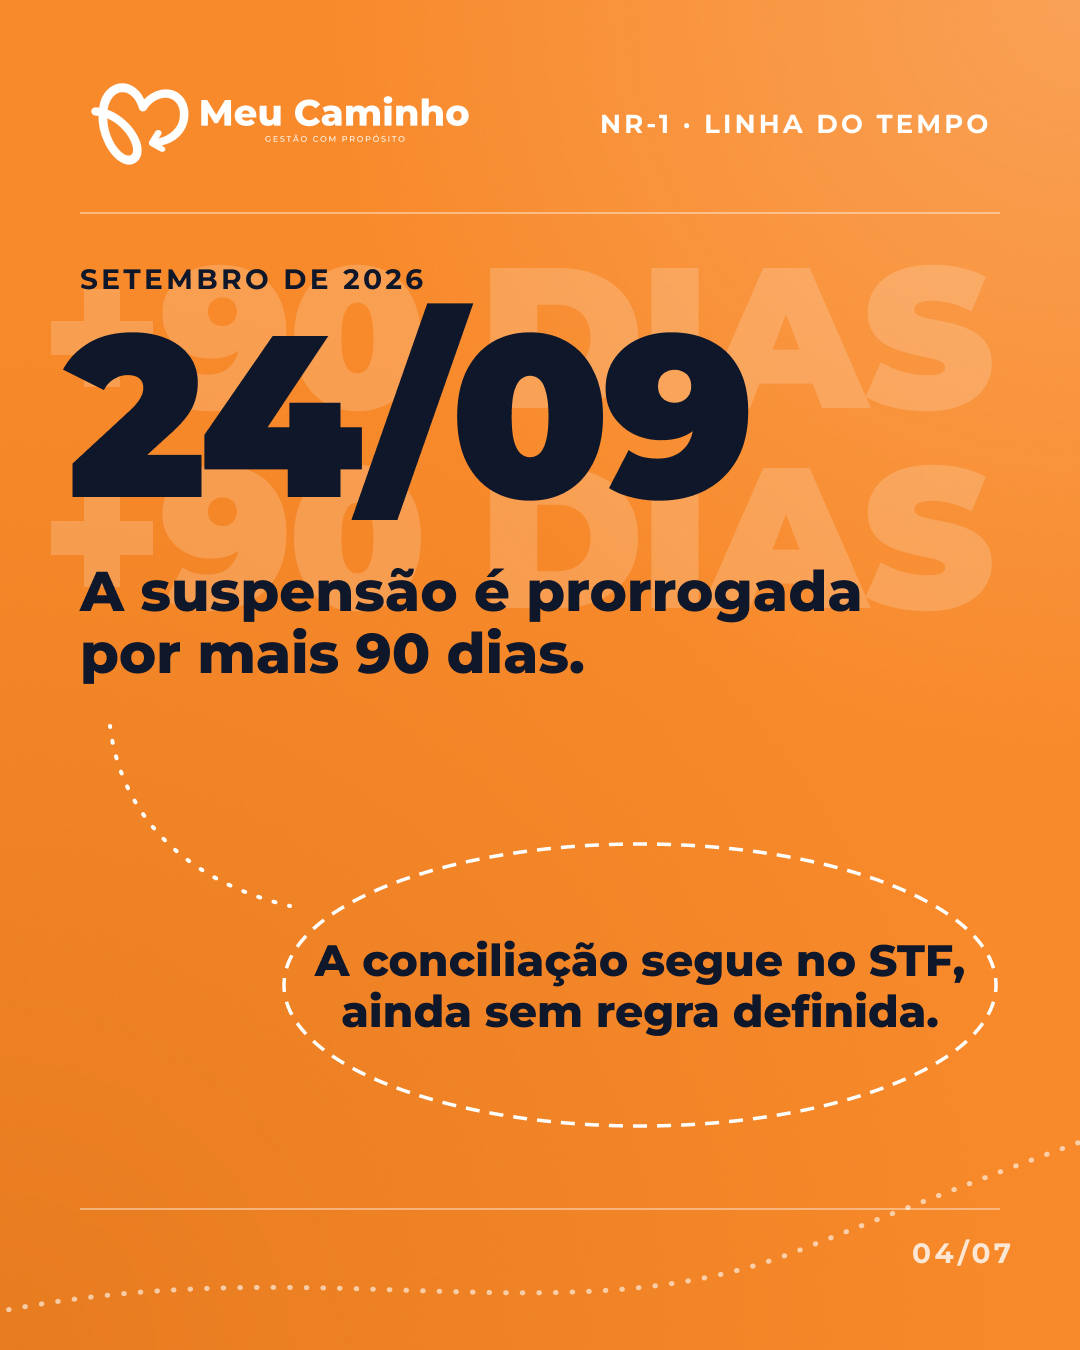 Meu Caminho
GESTÃO COM PROPÓSITO
NR-1 · LINHA DO TEMPO
SETEMBRO DE 2026
+90 DIAS
24/09
+90 DIAS
A suspensão é prorrogada
por mais 90 dias.
A conciliação segue no STF,
ainda sem regra definida.
04/07